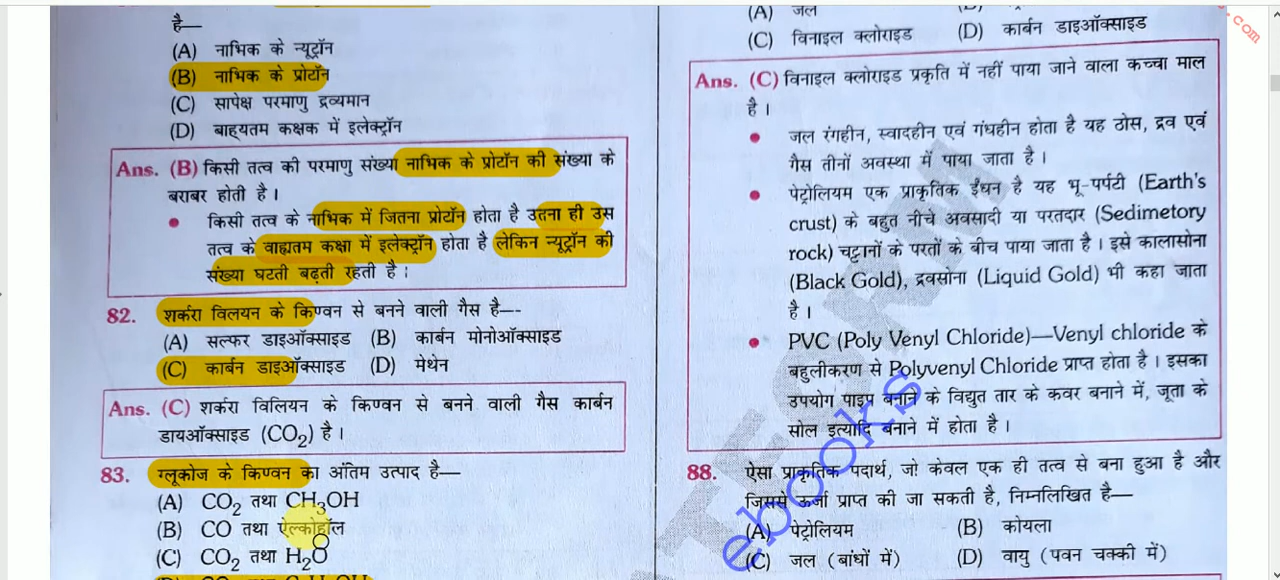 है—
(A) नाभिक के न्यूट्रॉन
(B) नाभिक के प्रोटॉन
(C) सापेक्ष परमाणु द्रव्यमान
(D) बाह्यतम कक्षक में इलेक्ट्रॉन
Ans. (B) किसी तत्व की परमाणु संख्या नाभिक के प्रोटॉन की संख्या के
बराबर होती है।
• किसी तत्व के नाभिक में जितना प्रोटॉन होता है उतना ही उस
तत्व के वाह्यतम कक्षा में इलेक्ट्रॉन होता है लेकिन न्यूट्रॉन की
संख्या घटती बढ़ती रहती है।
82. शर्करा विलयन के किण्वन से बनने वाली गैस है—-
(A) सल्फर डाइऑक्साइड (B) कार्बन मोनोऑक्साइड
(C) कार्बन डाइऑक्साइड (D) मेथेन
Ans. (C) शर्करा विलियन के किण्वन से बनने वाली गैस कार्बन
डायऑक्साइड (CO₂) है।
83. ग्लूकोज के किण्वन का अंतिम उत्पाद है—
(A) CO₂ तथा CH₃OH
(B) CO तथा ऐल्कोहॉल
(C) CO₂ तथा H₂O
(A) जल
(C) विनाइल क्लोराइड (D) कार्बन डाइऑक्साइड
Ans. (C) विनाइल क्लोराइड प्रकृति में नहीं पाया जाने वाला कच्चा माल
है।
• जल रंगहीन, स्वादहीन एवं गंधहीन होता है यह ठोस, द्रव एवं
गैस तीनों अवस्था में पाया जाता है।
• पेट्रोलियम एक प्राकृतिक ईंधन है यह भू-पर्पटी (Earth's
crust) के बहुत नीचे अवसादी या परतदार (Sedimetory
rock) चट्टानों के परतों के बीच पाया जाता है। इसे कालासोना
(Black Gold), द्रवसोना (Liquid Gold) भी कहा जाता
है।
• PVC (Poly Venyl Chloride)—Venyl chloride के
बहुलीकरण से Polyvenyl Chloride प्राप्त होता है। इसका
उपयोग पाइप बनाने के विद्युत तार के कवर बनाने में, जूता के
सोल इत्यादि बनाने में होता है।
88. ऐसा प्राकृतिक पदार्थ, जो केवल एक ही तत्व से बना हुआ है और
जिससे ऊर्जा प्राप्त की जा सकती है, निम्नलिखित है—
(A) पेट्रोलियम (B) कोयला
(C) जल (बांधों में) (D) वायु (पवन चक्की में)
ebooks
.com